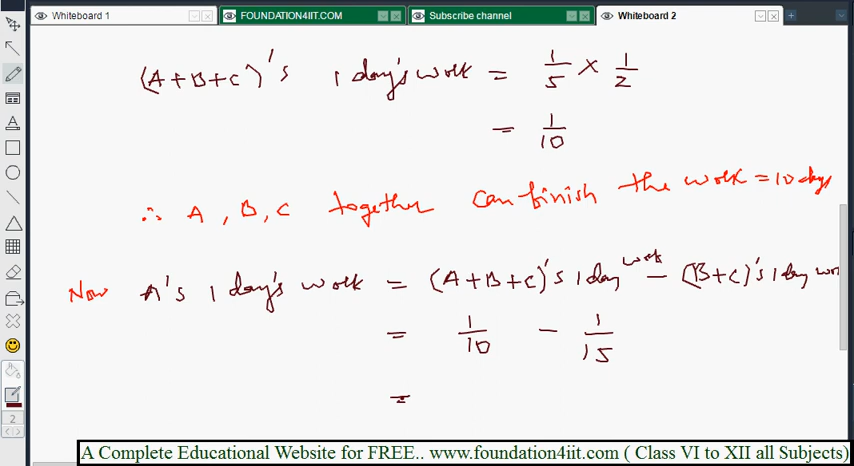 Whiteboard 1 FOUNDATION4IIT.COM Subscribe channel Whiteboard 2
(A+B+C)'s 1 day's work = 1/5 × 1/2
= 1/10
∴ A, B, C together can finish the work = 10 days
Now A's 1 day's work = (A+B+C)'s 1 day work − (B+C)'s 1 day wor
= 1/10 − 1/15
=
2
A Complete Educational Website for FREE.. www.foundation4iit.com ( Class VI to XII all Subjects)